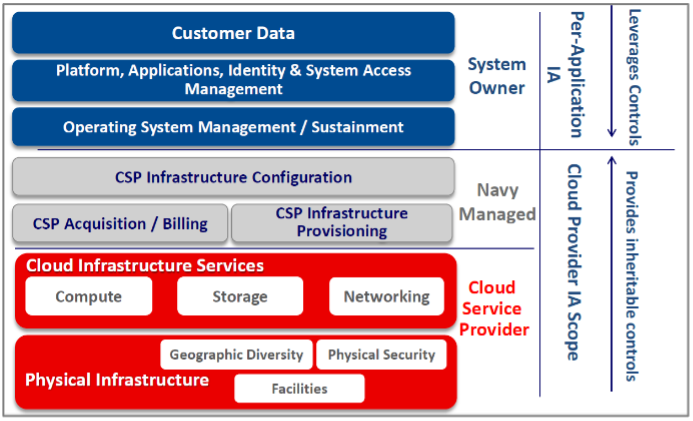 Customer Data
Platform, Applications, Identity & System Access
Management
Operating System Management / Sustainment
System
Owner
Per-Application
IA
Leverages Controls
CSP Infrastructure Configuration
CSP Acquisition / Billing
CSP Infrastructure
Provisioning
Navy
Managed
Cloud Infrastructure Services
Compute
Storage
Networking
Cloud
Service
Provider
Geographic Diversity
Physical Security
Physical Infrastructure
Facilities
Cloud Provider IA Scope
Provides inheritable controls